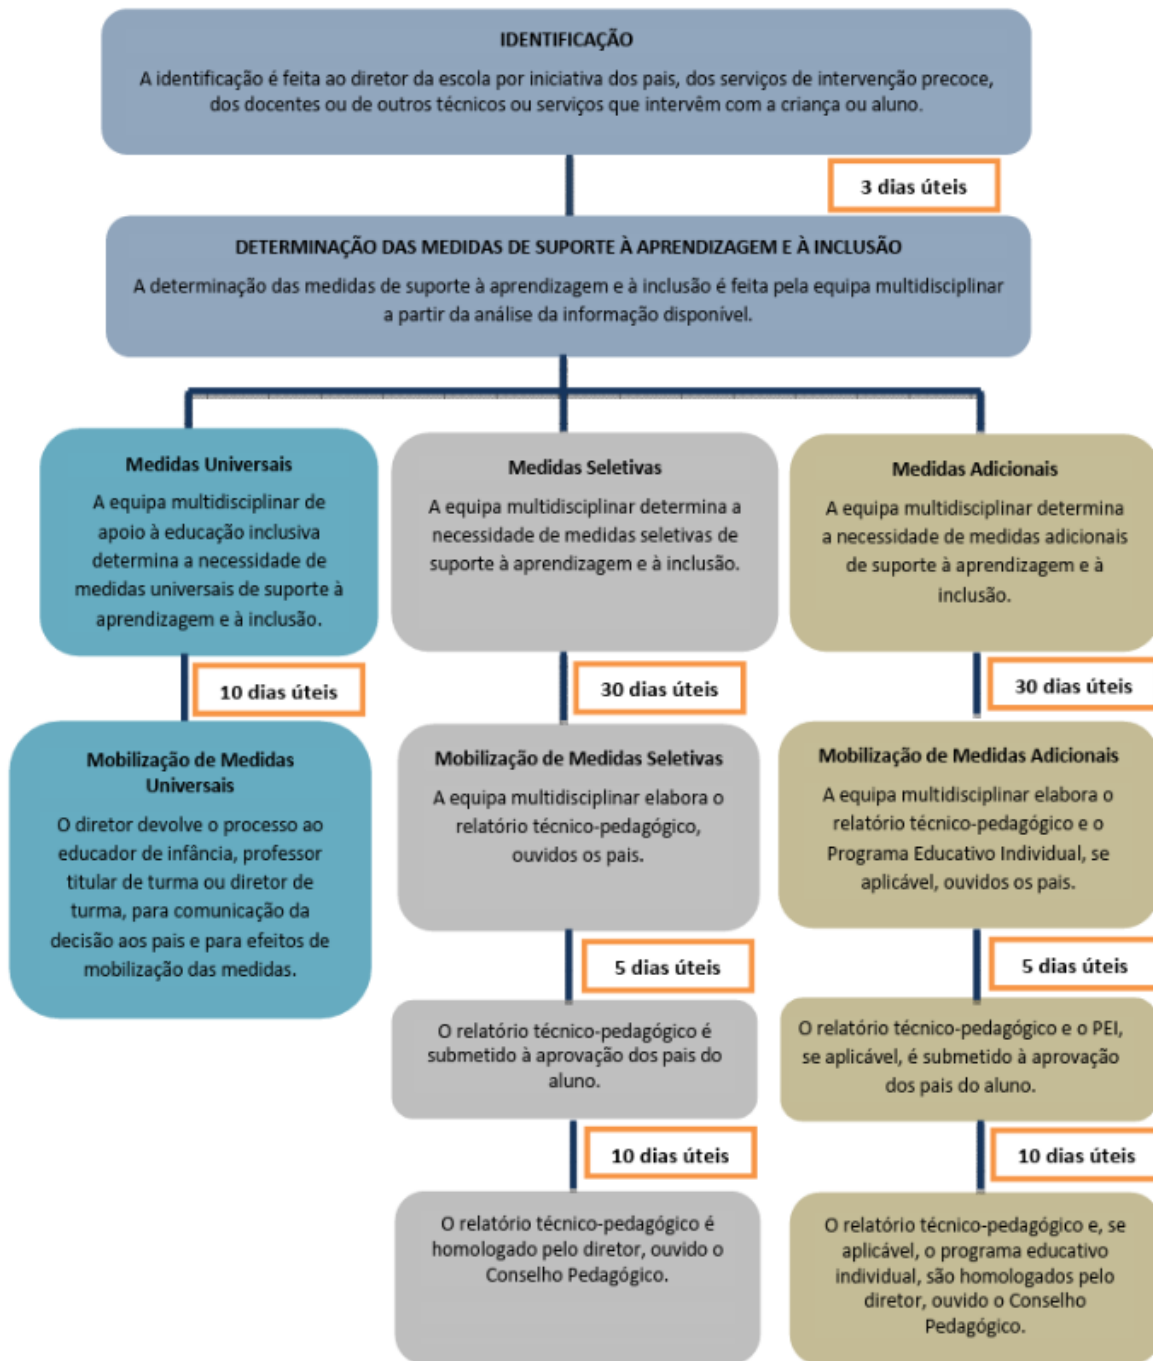 IDENTIFICAÇÃO
A identificação é feita ao diretor da escola por iniciativa dos pais, dos serviços de intervenção precoce,
dos docentes ou de outros técnicos ou serviços que intervêm com a criança ou aluno.
3 dias úteis
DETERMINAÇÃO DAS MEDIDAS DE SUPORTE À APRENDIZAGEM E À INCLUSÃO
A determinação das medidas de suporte à aprendizagem e à inclusão é feita pela equipa multidisciplinar
a partir da análise da informação disponível.
Medidas Universais
A equipa multidisciplinar de
apoio à educação inclusiva
determina a necessidade de
medidas universais de suporte à
aprendizagem e à inclusão.
10 dias úteis
Mobilização de Medidas
Universais
O diretor devolve o processo ao
educador de infância, professor
titular de turma ou diretor de
turma, para comunicação da
decisão aos pais e para efeitos de
mobilização das medidas.
Medidas Seletivas
A equipa multidisciplinar determina a
necessidade de medidas seletivas de
suporte à aprendizagem e à inclusão.
30 dias úteis
Mobilização de Medidas Seletivas
A equipa multidisciplinar elabora o
relatório técnico-pedagógico,
ouvidos os pais.
5 dias úteis
O relatório técnico-pedagógico é
submetido à aprovação dos pais do
aluno.
10 dias úteis
O relatório técnico-pedagógico é
homologado pelo diretor, ouvido o
Conselho Pedagógico.
Medidas Adicionais
A equipa multidisciplinar determina
a necessidade de medidas adicionais
de suporte à aprendizagem e à
inclusão.
30 dias úteis
Mobilização de Medidas Adicionais
A equipa multidisciplinar elabora o
relatório técnico-pedagógico e o
Programa Educativo Individual, se
aplicável, ouvidos os pais.
5 dias úteis
O relatório técnico-pedagógico e o PEI,
se aplicável, é submetido à aprovação
dos pais do aluno.
10 dias úteis
O relatório técnico-pedagógico e, se
aplicável, o programa educativo
individual, são homologados pelo
diretor, ouvido o Conselho
Pedagógico.